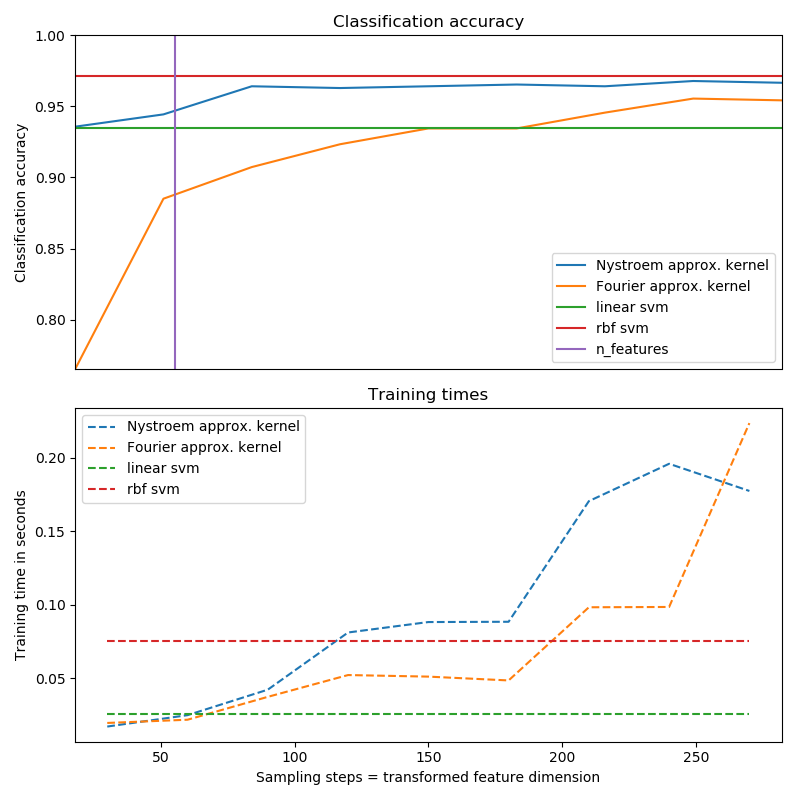 Classification accuracy
1.00
0.95
0.90
0.85
0.80
Classification accuracy
Nystroem approx. kernel
Fourier approx. kernel
linear svm
rbf svm
n_features
Training times
0.20
0.15
0.10
0.05
Training time in seconds
Nystroem approx. kernel
Fourier approx. kernel
linear svm
rbf svm
50 100 150 200 250
Sampling steps = transformed feature dimension